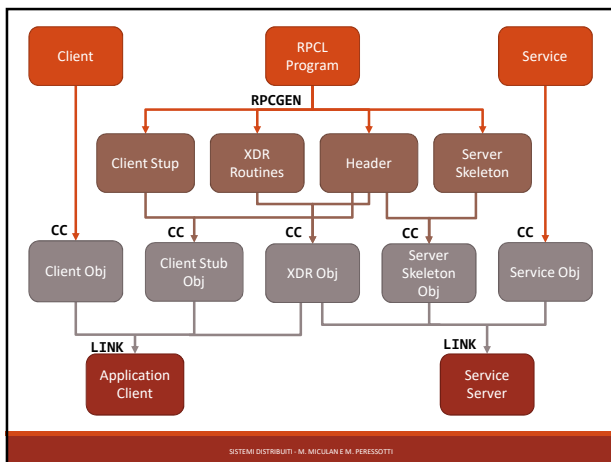 Client
RPCL
Program
Service
RPCGEN
Client Stup
XDR
Routines
Header
Server
Skeleton
CC
CC
CC
CC
CC
Client Obj
Client Stub
Obj
XDR Obj
Server
Skeleton
Obj
Service Obj
LINK
LINK
Application
Client
Service
Server
SISTEMI DISTRIBUITI - M. MICULAN E M. PERESSOTTI